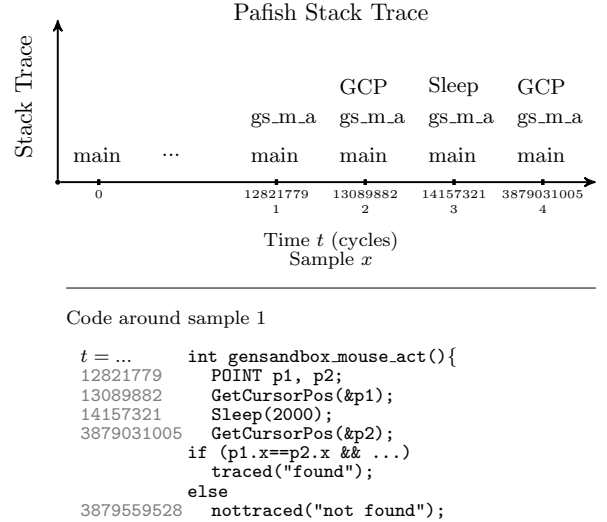 Pafish Stack Trace
Stack Trace
GCP Sleep GCP
gs_m_a gs_m_a gs_m_a gs_m_a
main ... main main main main
0 12821779 13089882 14157321 3879031005
1 2 3 4
Time t (cycles)
Sample x
Code around sample 1
t = ... int gensandbox_mouse_act(){
12821779 POINT p1, p2;
13089882 GetCursorPos(&p1);
14157321 Sleep(2000);
3879031005 GetCursorPos(&p2);
if (p1.x==p2.x && ...)
traced("found");
else
3879559528 nottraced("not found");